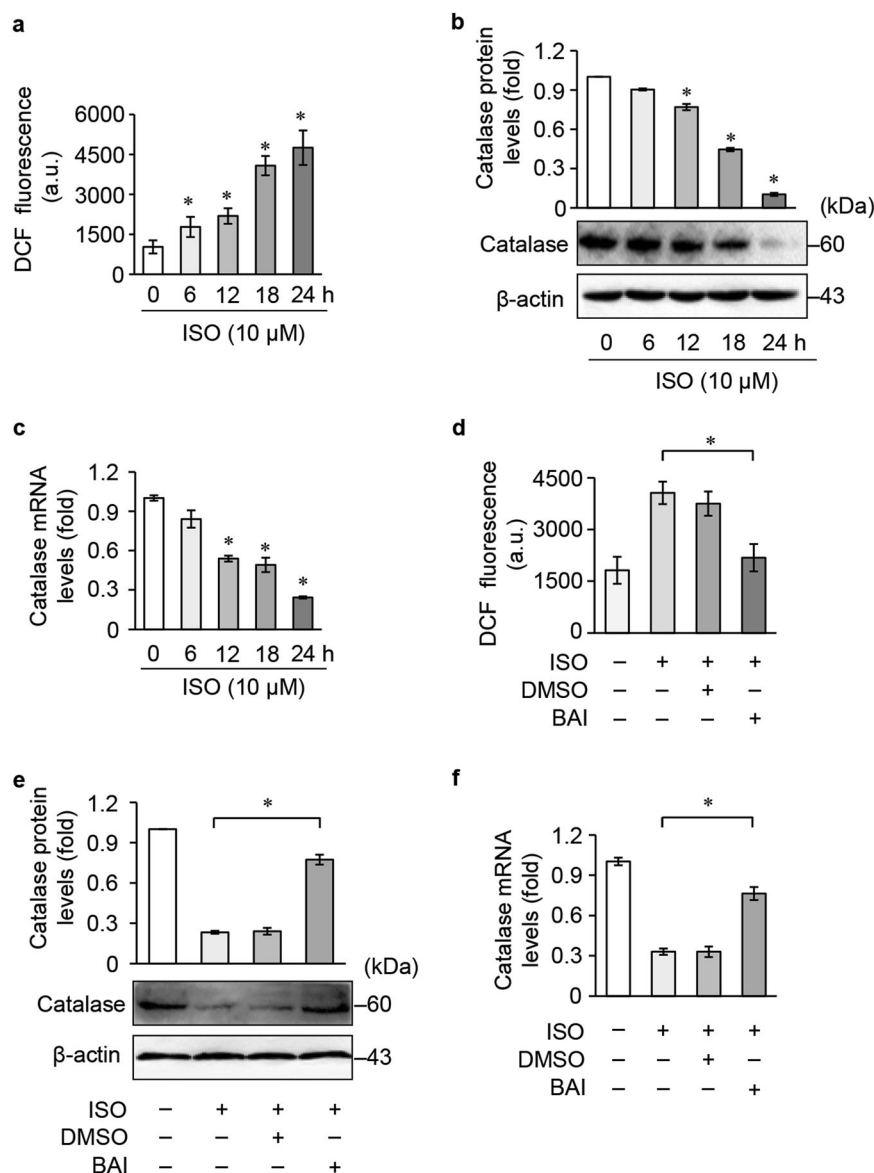 a
DCF fluorescence
(a.u.)
6000
4500
3000
1500
0
*
*
*
*
0 6 12 18 24 h
ISO (10 μM)
b
Catalase protein
levels (fold)
1.2
0.9
0.6
0.3
0
*
*
*
(kDa)
Catalase
60
β-actin
43
0 6 12 18 24 h
ISO (10 μM)
c
Catalase mRNA
levels (fold)
1.2
0.9
0.6
0.3
0
*
*
*
0 6 12 18 24 h
ISO (10 μM)
d
DCF fluorescence
(a.u.)
4500
3000
1500
0
*
ISO – + + +
DMSO – – + –
BAI – – – +
e
Catalase protein
levels (fold)
1.2
0.9
0.6
0.3
0
*
(kDa)
Catalase
60
β-actin
43
ISO – + + +
DMSO – – + –
BAI – – – +
f
Catalase mRNA
levels (fold)
1.2
0.9
0.6
0.3
0
*
ISO – + + +
DMSO – – + –
BAI – – – +